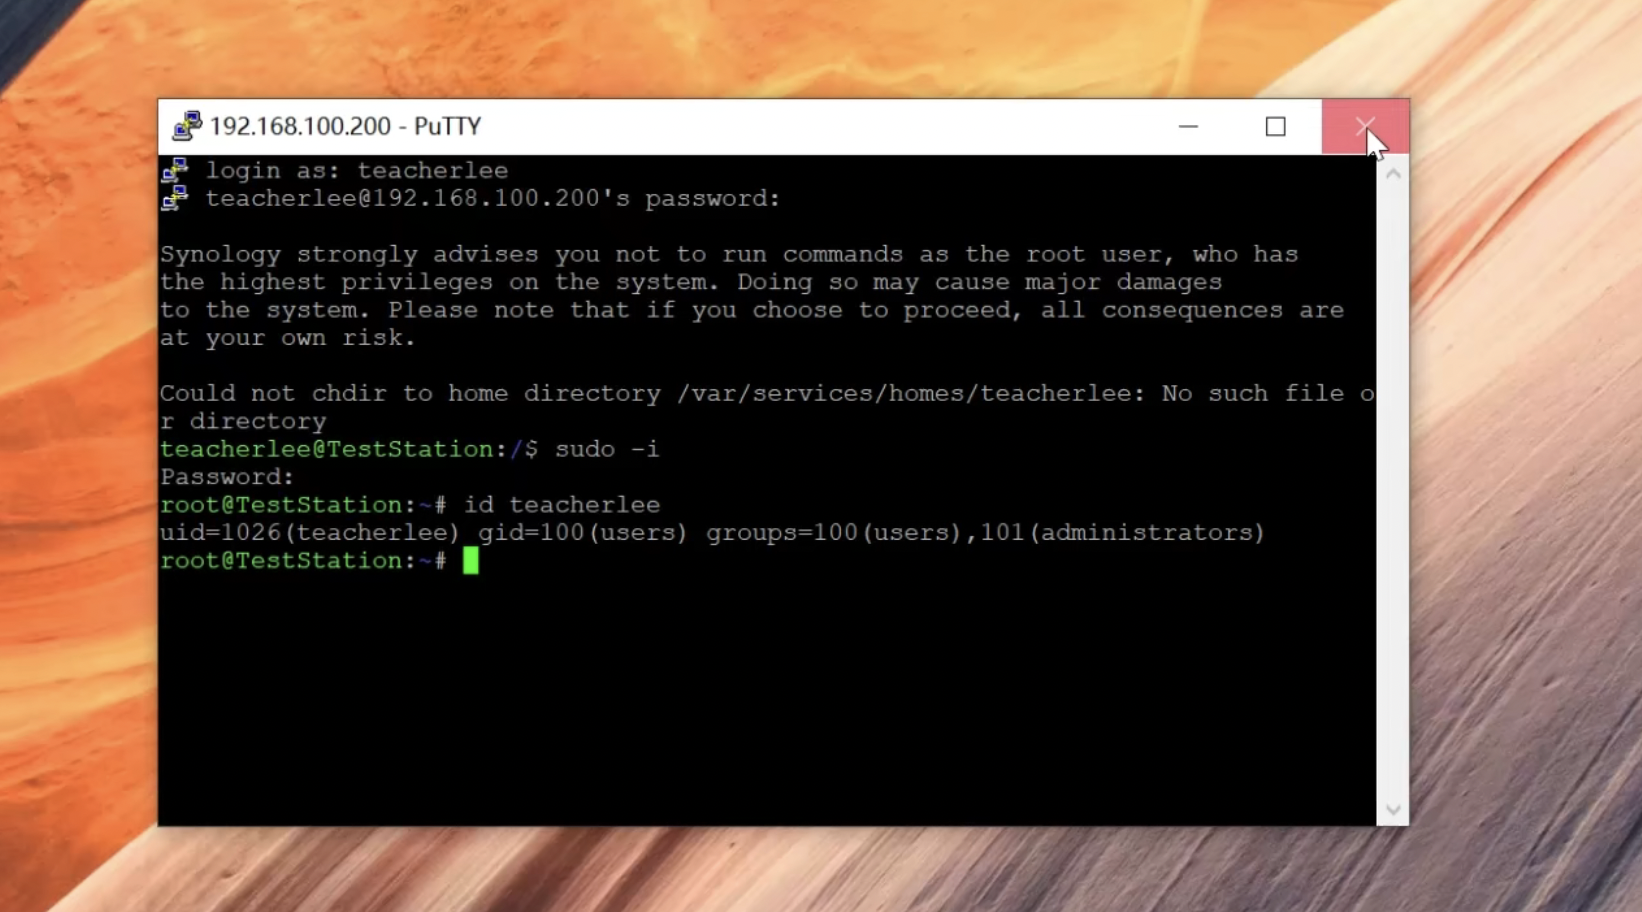 192.168.100.200 - PuTTY
login as: teacherlee
teacherlee@192.168.100.200's password:
Synology strongly advises you not to run commands as the root user, who has
the highest privileges on the system. Doing so may cause major damages
to the system. Please note that if you choose to proceed, all consequences are
at your own risk.
Could not chdir to home directory /var/services/homes/teacherlee: No such file o
r directory
teacherlee@TestStation:/$ sudo -i
Password:
root@TestStation:~# id teacherlee
uid=1026(teacherlee) gid=100(users) groups=100(users),101(administrators)
root@TestStation:~#